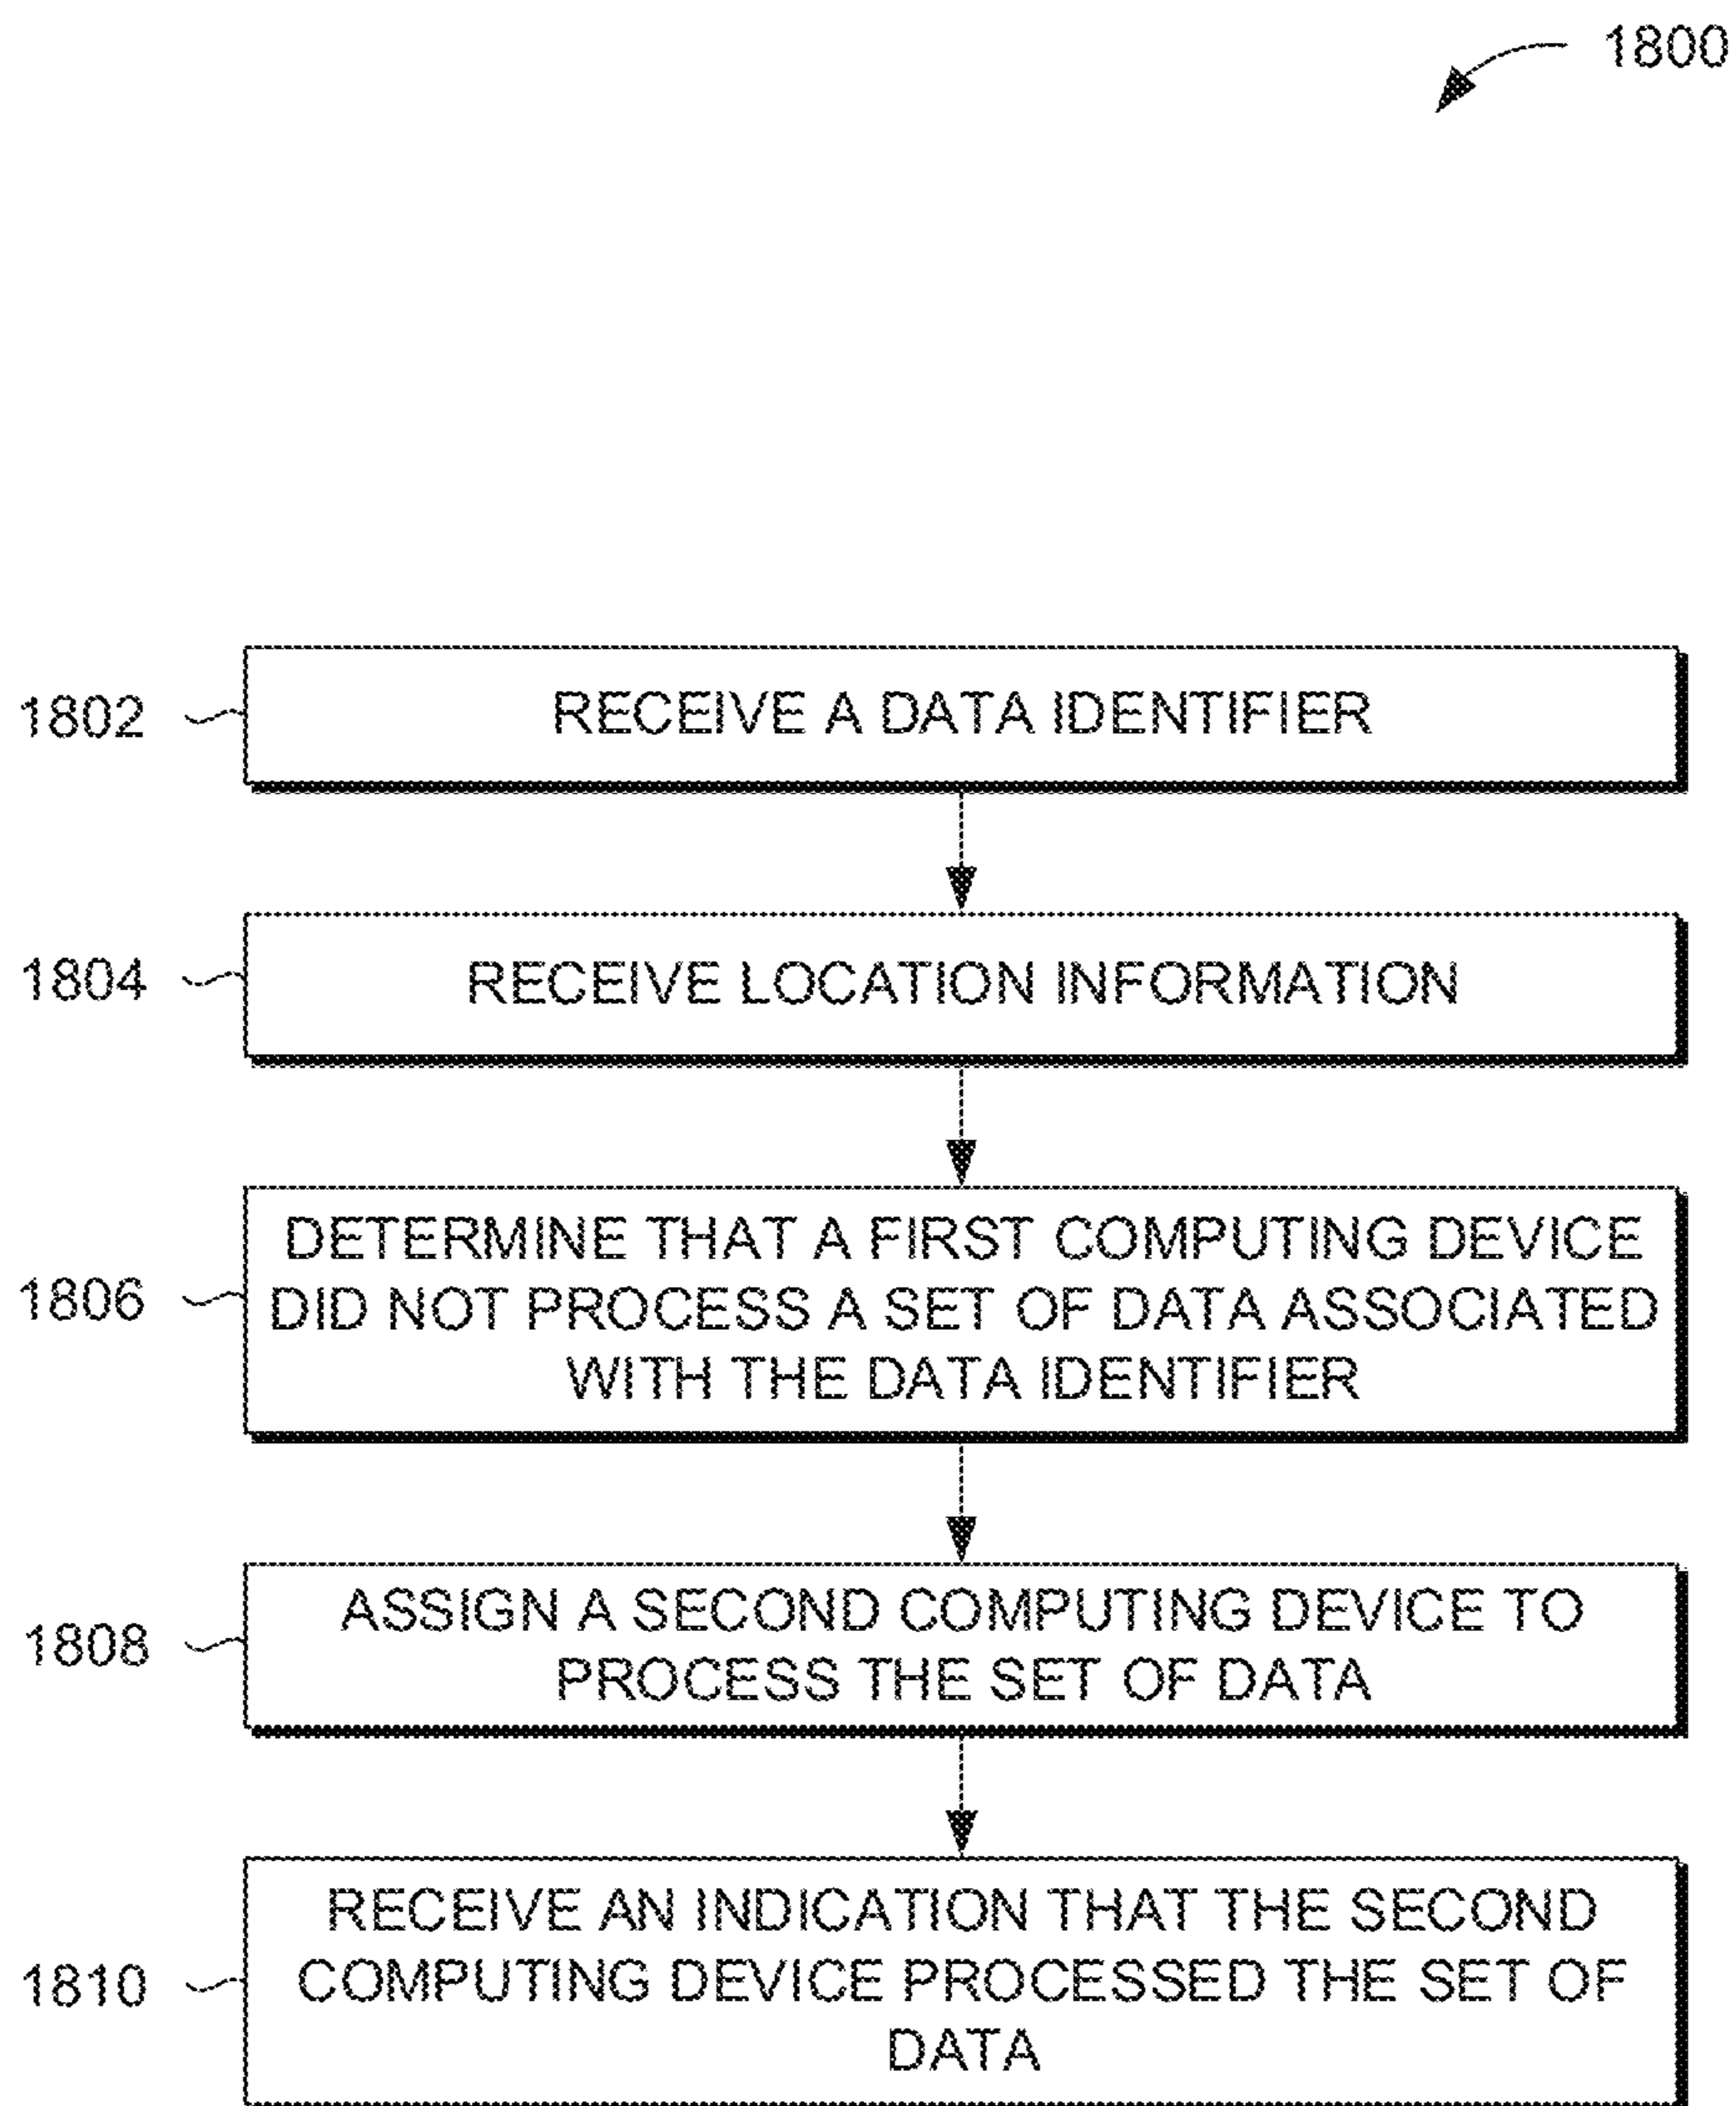 1800
1802
RECEIVE A DATA IDENTIFIER
1804
RECEIVE LOCATION INFORMATION
1806
DETERMINE THAT A FIRST COMPUTING DEVICE
DID NOT PROCESS A SET OF DATA ASSOCIATED
WITH THE DATA IDENTIFIER
1808
ASSIGN A SECOND COMPUTING DEVICE TO
PROCESS THE SET OF DATA
1810
RECEIVE AN INDICATION THAT THE SECOND
COMPUTING DEVICE PROCESSED THE SET OF
DATA